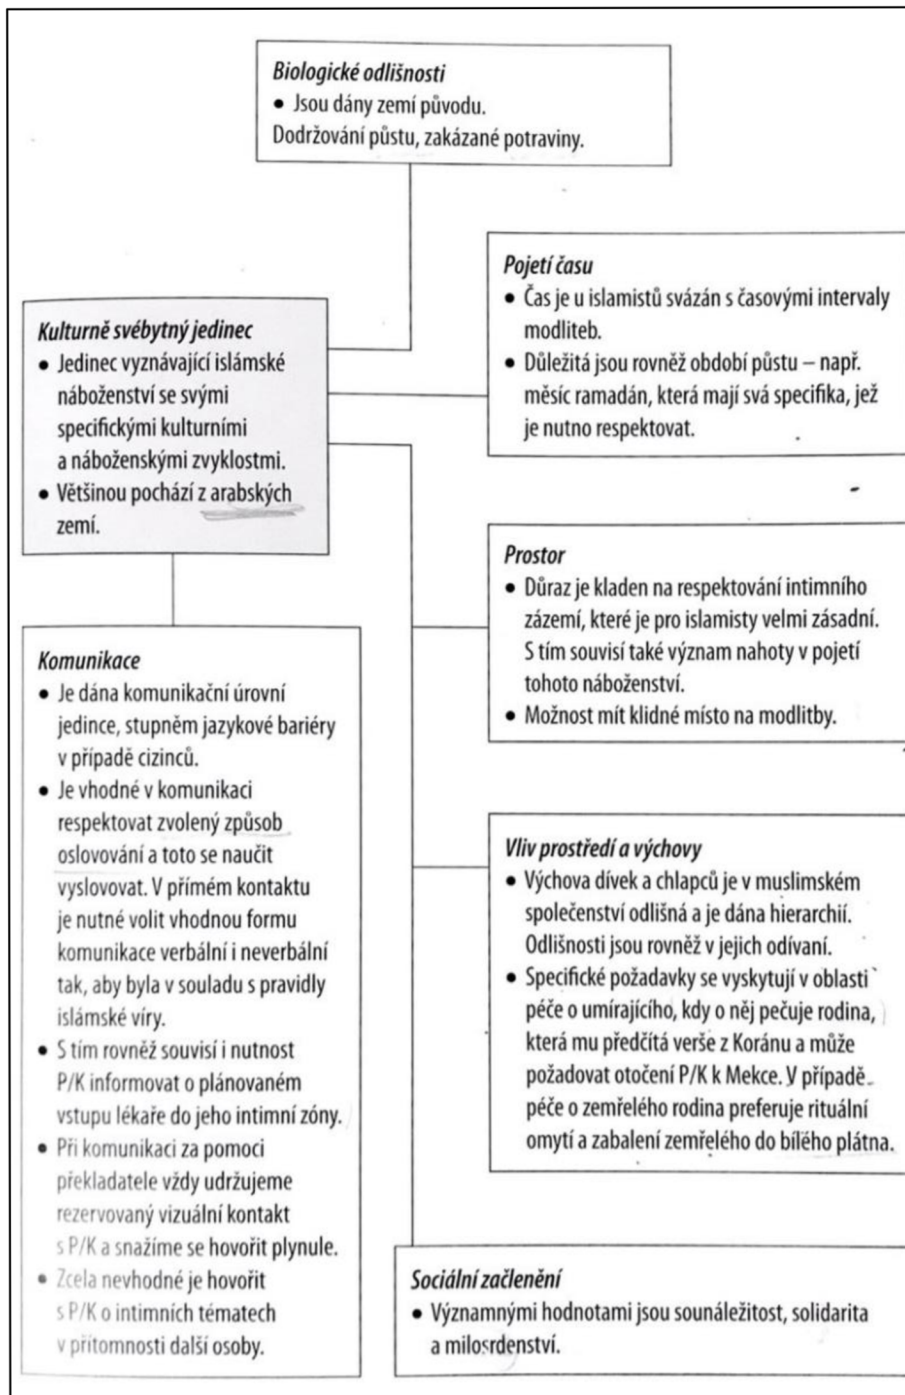 Biologické odlišnosti
• Jsou dány zemí původu.
Dodržování půstu, zakázané potraviny.
Pojetí času
• Čas je u islamistů svázán s časovými intervaly
modliteb.
• Důležitá jsou rovněž období půstu – např.
měsíc ramadán, která mají svá specifika, jež
je nutno respektovat.
Kulturně svébytný jedinec
• Jedinec vyznávající islámské
náboženství se svými
specifickými kulturními
a náboženskými zvyklostmi.
• Většinou pochází z arabských
zemí.
Prostor
• Důraz je kladen na respektování intimního
zázemí, které je pro islamisty velmi zásadní.
S tím souvisí také význam nahoty v pojetí
tohoto náboženství.
• Možnost mít klidné místo na modlitby.
Komunikace
• Je dána komunikační úrovní
jedince, stupněm jazykové bariéry
v případě cizinců.
• Je vhodné v komunikaci
respektovat zvolený způsob
oslovování a toto se naučit
vyslovovat. V přímém kontaktu
je nutné volit vhodnou formu
komunikace verbální i neverbální
tak, aby byla v souladu s pravidly
islámské víry.
• S tím rovněž souvisí i nutnost
P/K informovat o plánovaném
vstupu lékaře do jeho intimní zóny.
• Při komunikaci za pomoci
překladatele vždy udržujeme
rezervovaný vizuální kontakt
s P/K a snažíme se hovořit plynule.
• Zcela nevhodné je hovořit
s P/K o intimních tématech
v přítomnosti další osoby.
Vliv prostředí a výchovy
• Výchova dívek a chlapců je v muslimském
společenství odlišná a je dána hierarchií.
Odlišnosti jsou rovněž v jejich odívaní.
• Specifické požadavky se vyskytují v oblasti
péče o umírajícího, kdy o něj pečuje rodina,
která mu předčítá verše z Koránu a může
požadovat otočení P/K k Mekce. V případě
péče o zemřelého rodina preferuje rituální
omytí a zabalení zemřelého do bílého plátna.
Sociální začlenění
• Významnými hodnotami jsou sounáležitost, solidarita
a milosrdenství.